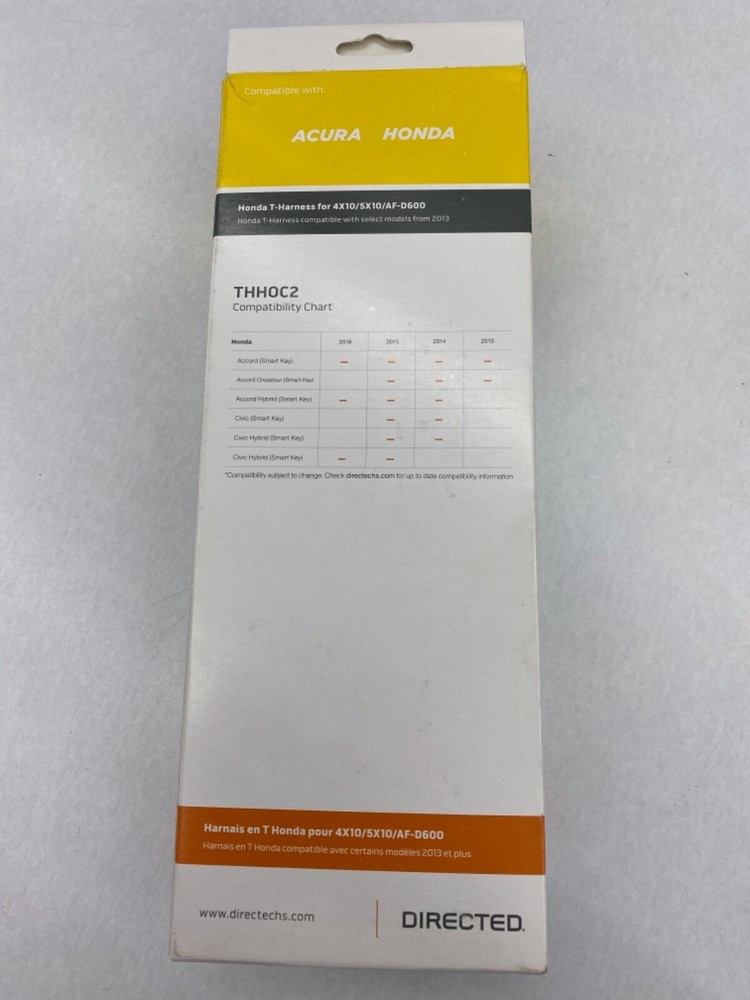 Compatible with:
ACURA HONDA
Honda T-Harness for 4X10/5X10/AF-D600
Honda T-Harness compatible with select models from 2013
THHOC2
Compatibility Chart*
Honda 2016 2015 2014 2013
Accord (Smart Key) – – – –
Accord Crosstour (Smart Key) – – –
Accord Hybrid (Smart Key) – – –
Civic (Smart Key) – –
Civic Hybrid (Smart Key) – –
Civic Hybrid (Smart Key) – –
*Compatibility subject to change. Check directechs.com for up to date compatibility information
Harnais en T Honda pour 4X10/5X10/AF-D600
Harnais en T Honda compatible avec certains modèles 2013 et plus
www.directechs.com
DIRECTED.